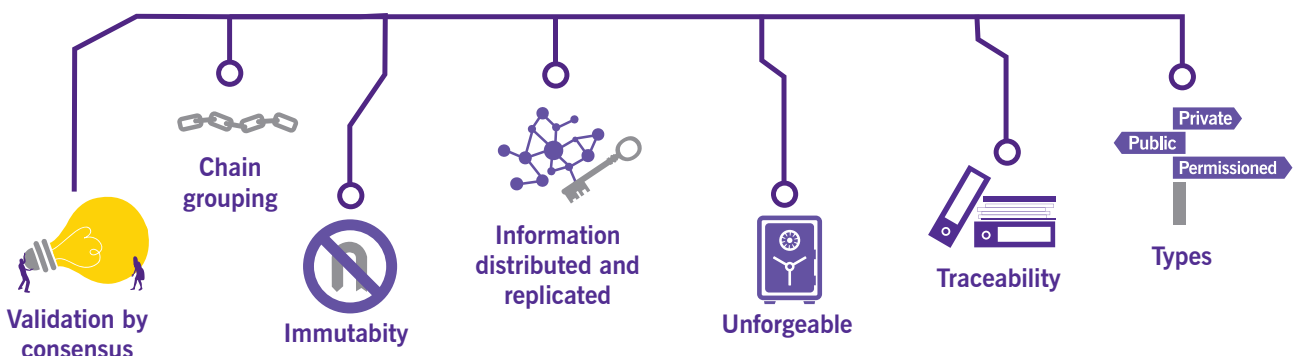 Validation by
consensus
Chain
grouping
Immutabity
Information
distributed and
replicated
Unforgeable
Traceability
Private
Public
Permissioned
Types